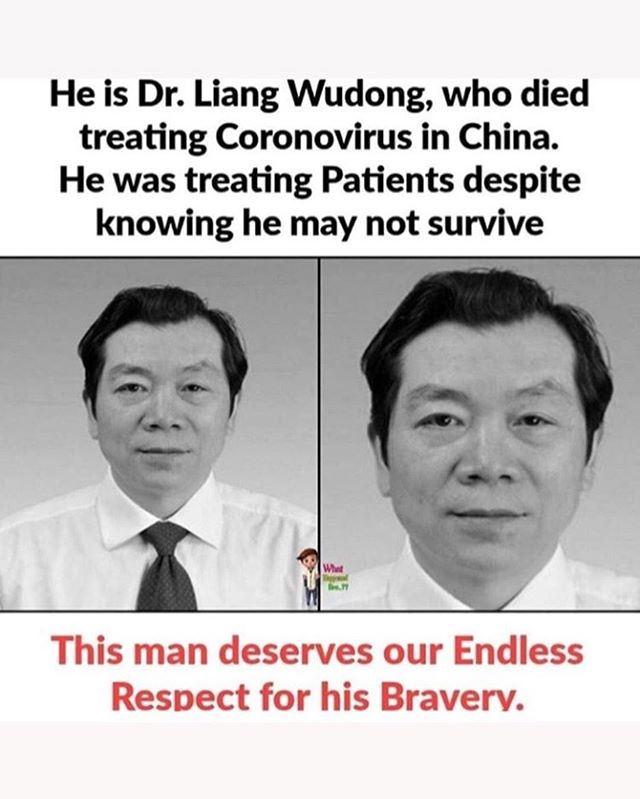 He is Dr. Liang Wudong, who died
treating Coronovirus in China.
He was treating Patients despite
knowing he may not survive
What
Happened
Bro..??
This man deserves our Endless
Respect for his Bravery.